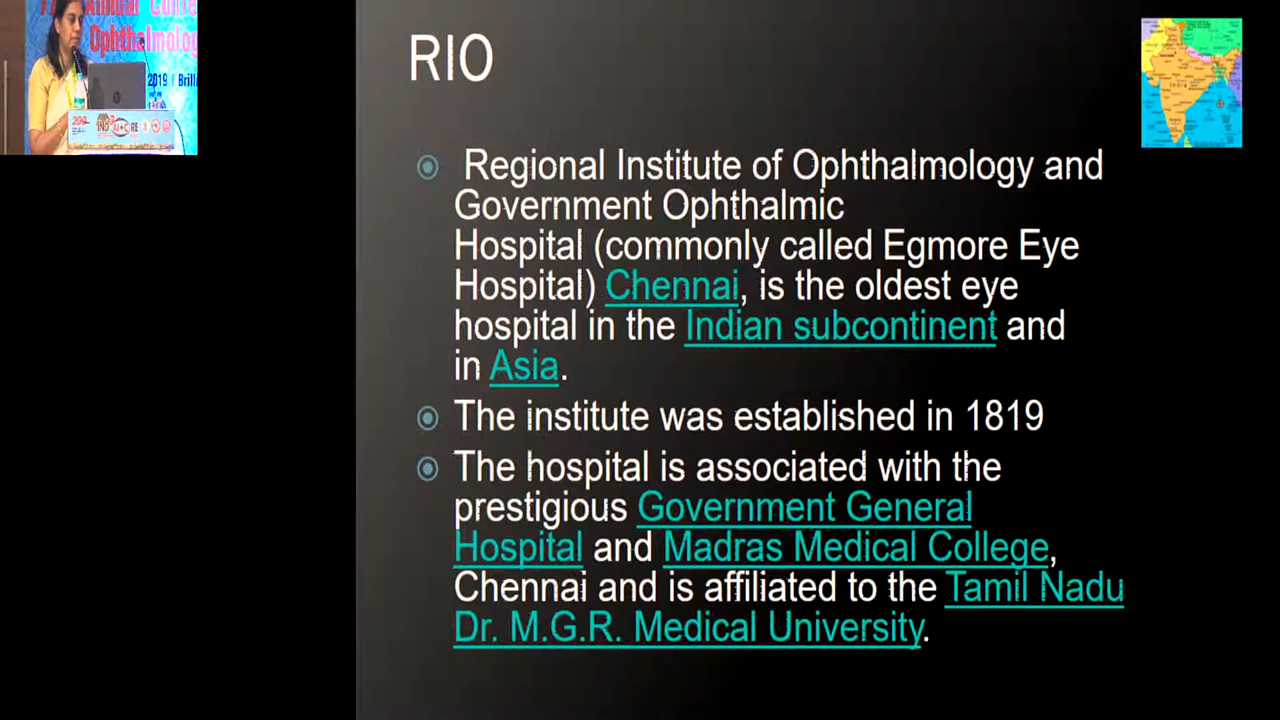 Annual Confe
Ophthalmolog
2019 / Brilli
RIO
Regional Institute of Ophthalmology and
Government Ophthalmic
Hospital (commonly called Egmore Eye
Hospital) Chennai, is the oldest eye
hospital in the Indian subcontinent and
in Asia.
The institute was established in 1819
The hospital is associated with the
prestigious Government General
Hospital and Madras Medical College,
Chennai and is affiliated to the Tamil Nadu
Dr. M.G.R. Medical University.